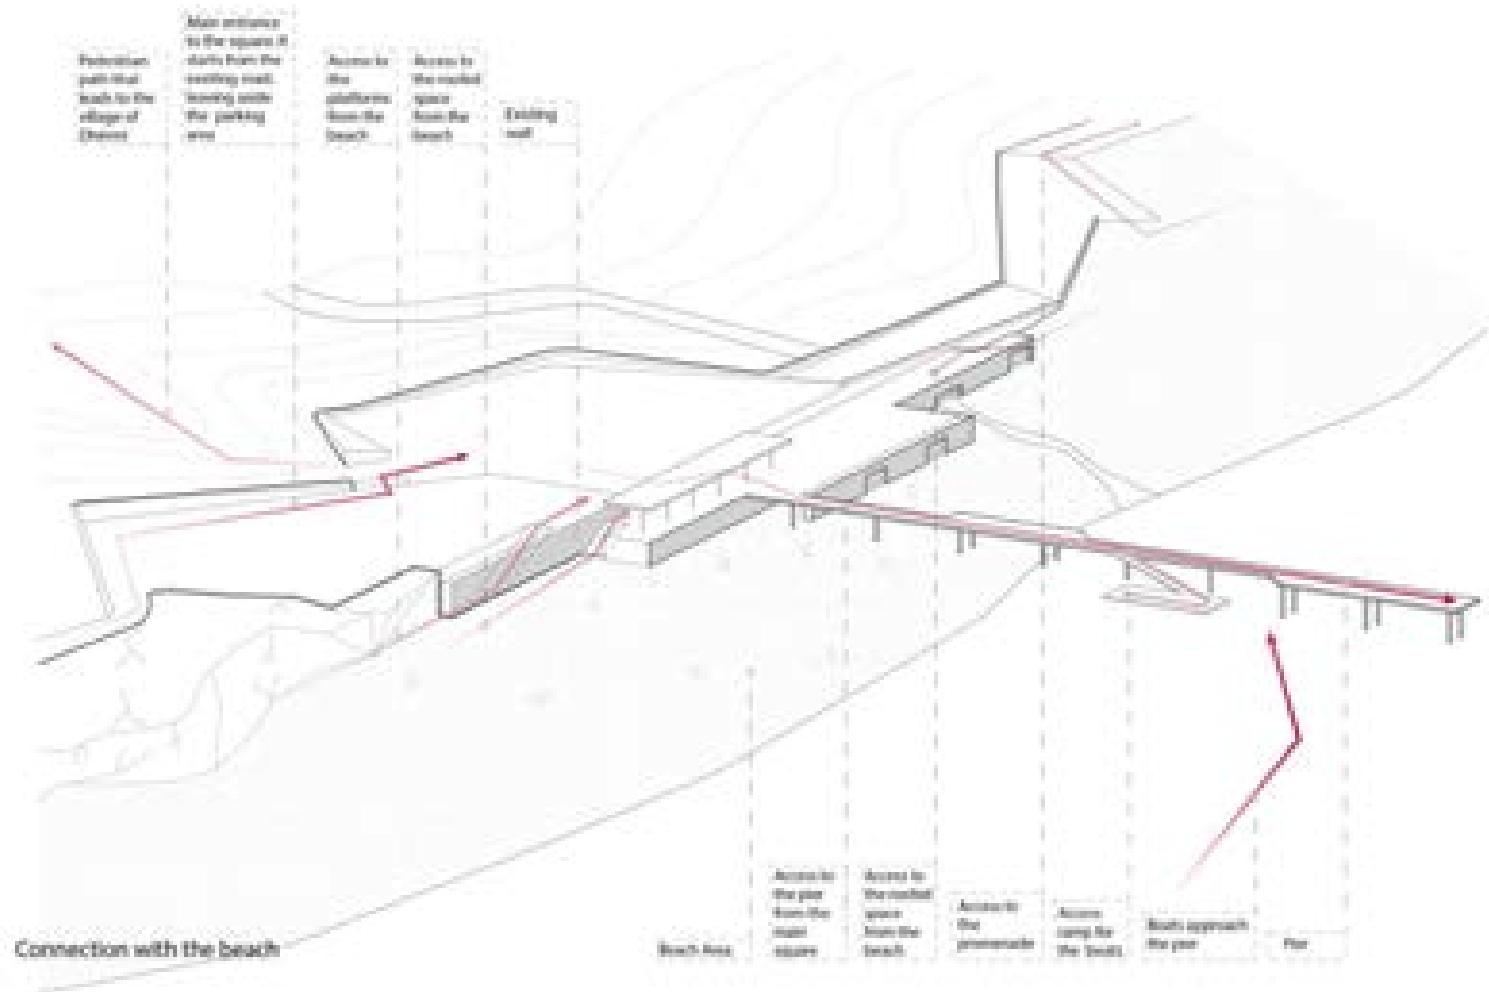 Pedestrian
path that
leads to the
village of
Main entrance
to the square. It
starts from the
existing road,
leaving aside
the parking
area
Access to
the
platforms
from the
beach
Access to
the roofed
space
from the
beach
Existing
wall
Connection with the beach
Beach Area
Access to
the pier
from the
main
square
Access to
the roofed
space
from the
beach
Access to
the
promenade
Access
ramp for
the boats
Boats approach
the pier
Pier